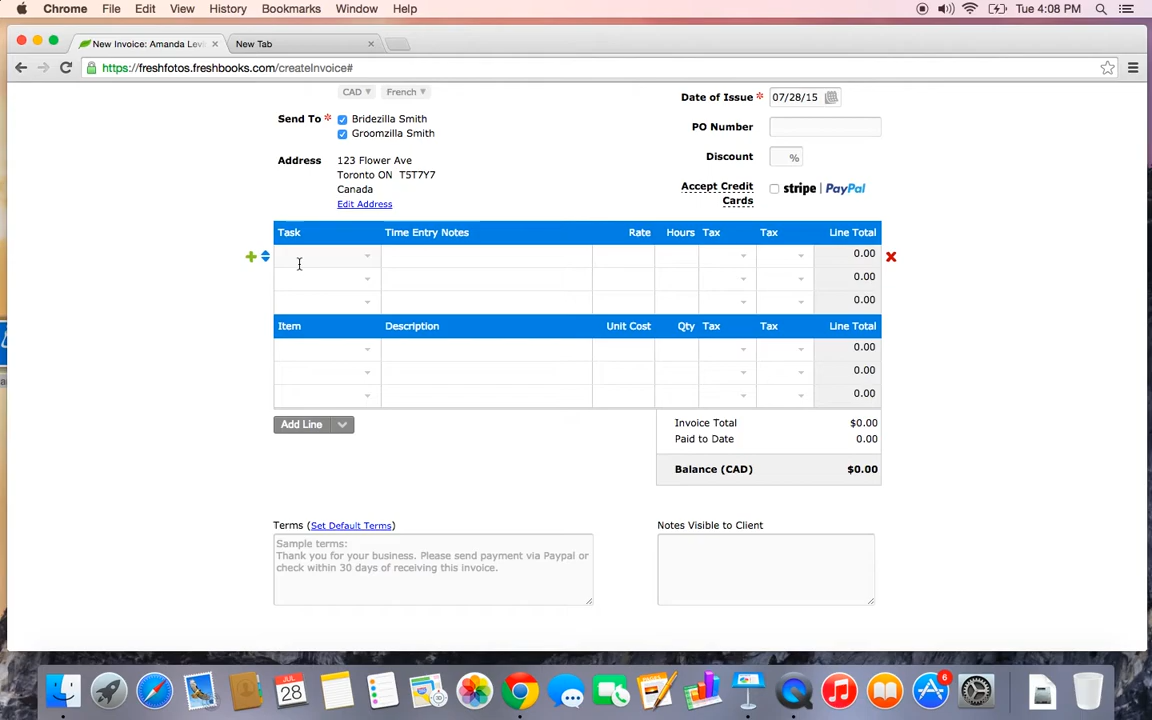 Chrome File Edit View History Bookmarks Window Help Tue 4:08 PM
New Invoice: Amanda Levi New Tab
https://freshfotos.freshbooks.com/createInvoice#
CAD French
Date of Issue * 07/28/15
Send To * Bridezilla Smith
Groomzilla Smith
PO Number
Address 123 Flower Ave
Toronto ON T5T7Y7
Canada
Edit Address
Discount %
Accept Credit Cards stripe | PayPal
Task Time Entry Notes Rate Hours Tax Tax Line Total
0.00
0.00
0.00
Item Description Unit Cost Qty Tax Tax Line Total
0.00
0.00
0.00
Add Line
Invoice Total $0.00
Paid to Date 0.00
Balance (CAD) $0.00
Terms (Set Default Terms)
Sample terms:
Thank you for your business. Please send payment via Paypal or
check within 30 days of receiving this invoice.
Notes Visible to Client
JUL
28
6